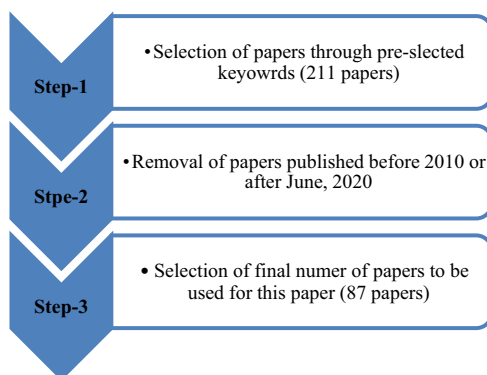 Step-1
•Selection of papers through pre-slected
keyowrds (211 papers)
Stpe-2
•Removal of papers published before 2010 or
after June, 2020
Step-3
• Selection of final numer of papers to be
used for this paper (87 papers)